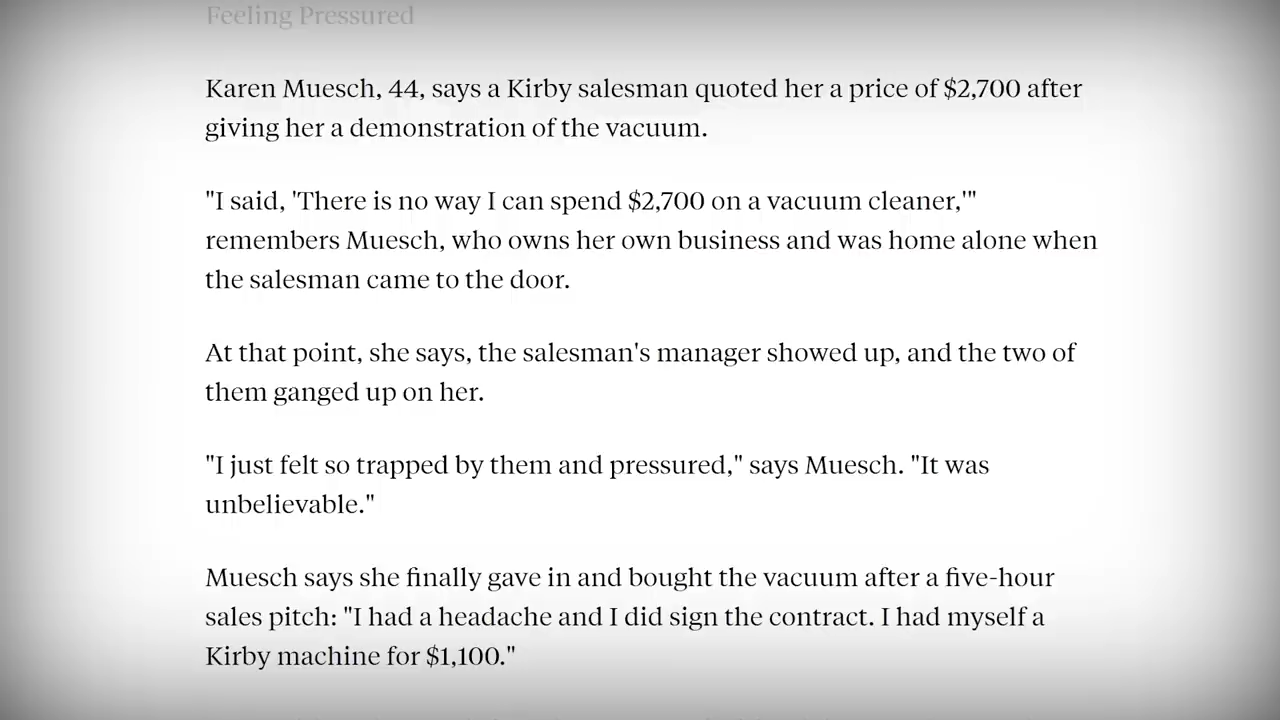 Feeling Pressured
Karen Muesch, 44, says a Kirby salesman quoted her a price of $2,700 after
giving her a demonstration of the vacuum.
"I said, 'There is no way I can spend $2,700 on a vacuum cleaner,'"
remembers Muesch, who owns her own business and was home alone when
the salesman came to the door.
At that point, she says, the salesman's manager showed up, and the two of
them ganged up on her.
"I just felt so trapped by them and pressured," says Muesch. "It was
unbelievable."
Muesch says she finally gave in and bought the vacuum after a five-hour
sales pitch: "I had a headache and I did sign the contract. I had myself a
Kirby machine for $1,100."